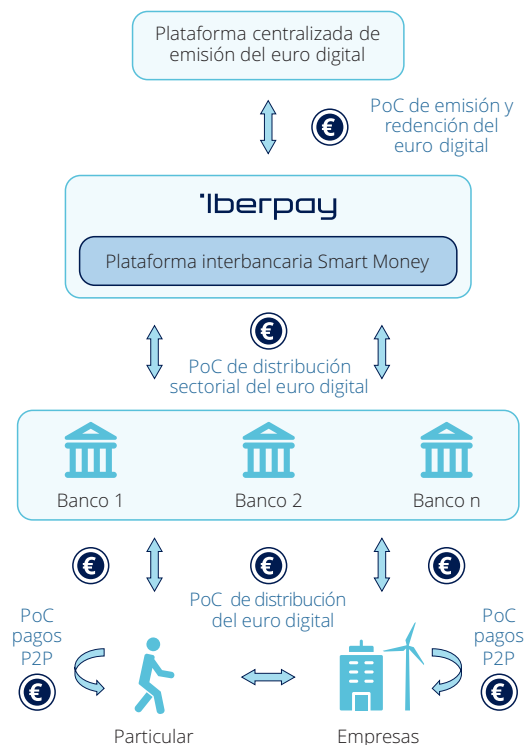 Plataforma centralizada de
emisión del euro digital
PoC de emisión y
redención del
euro digital
Iberpay
Plataforma interbancaria Smart Money
PoC de distribución
sectorial del euro digital
Banco 1
Banco 2
Banco n
PoC de distribución
del euro digital
PoC
pagos
P2P
PoC
pagos
P2P
Particular
Empresas